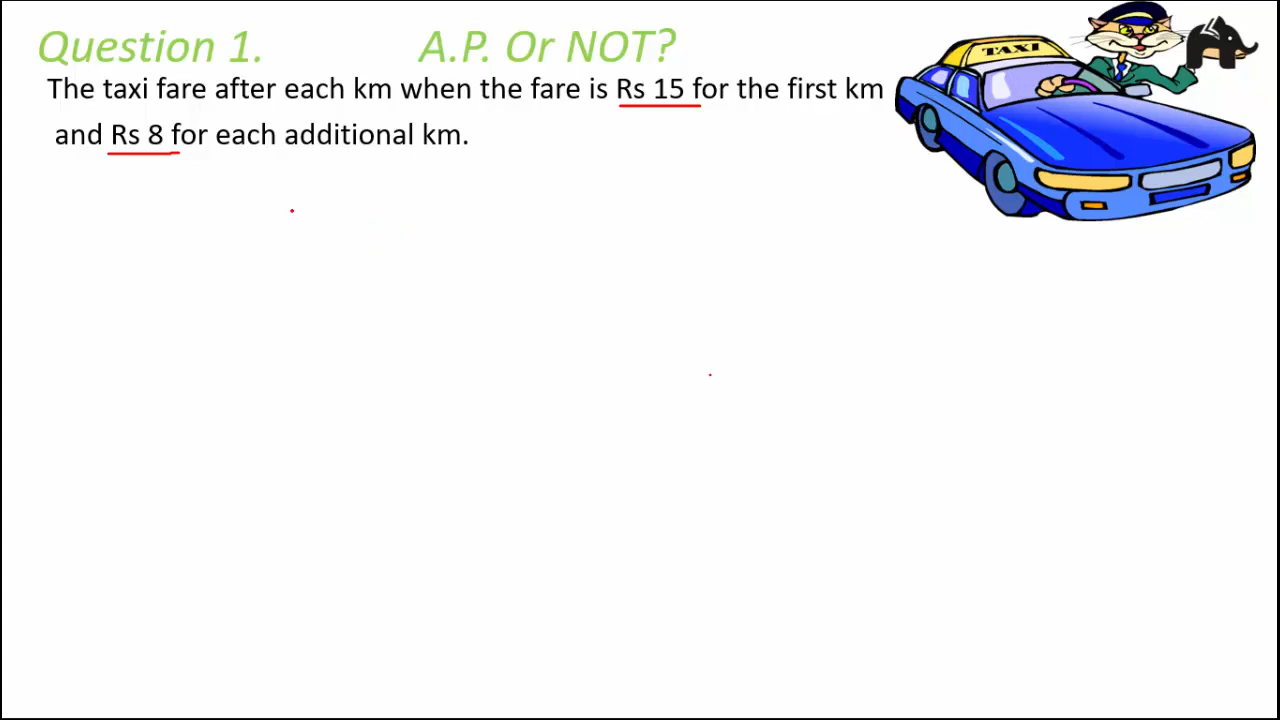 Question 1. A.P. Or NOT?
The taxi fare after each km when the fare is Rs 15 for the first km
and Rs 8 for each additional km.
TAXI